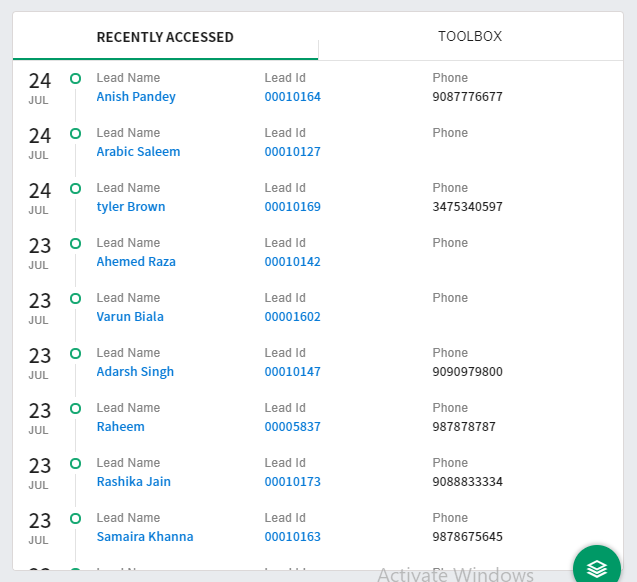 RECENTLY ACCESSED TOOLBOX
24 Lead Name Lead Id Phone
JUL Anish Pandey 00010164 9087776677
24 Lead Name Lead Id Phone
JUL Arabic Saleem 00010127
24 Lead Name Lead Id Phone
JUL tyler Brown 00010169 3475340597
23 Lead Name Lead Id Phone
JUL Ahemed Raza 00010142
23 Lead Name Lead Id Phone
JUL Varun Biala 00001602
23 Lead Name Lead Id Phone
JUL Adarsh Singh 00010147 9090979800
23 Lead Name Lead Id Phone
JUL Raheem 00005837 987878787
23 Lead Name Lead Id Phone
JUL Rashika Jain 00010173 9088833334
23 Lead Name Lead Id Phone
JUL Samaira Khanna 00010163 9878675645
Activate Windows